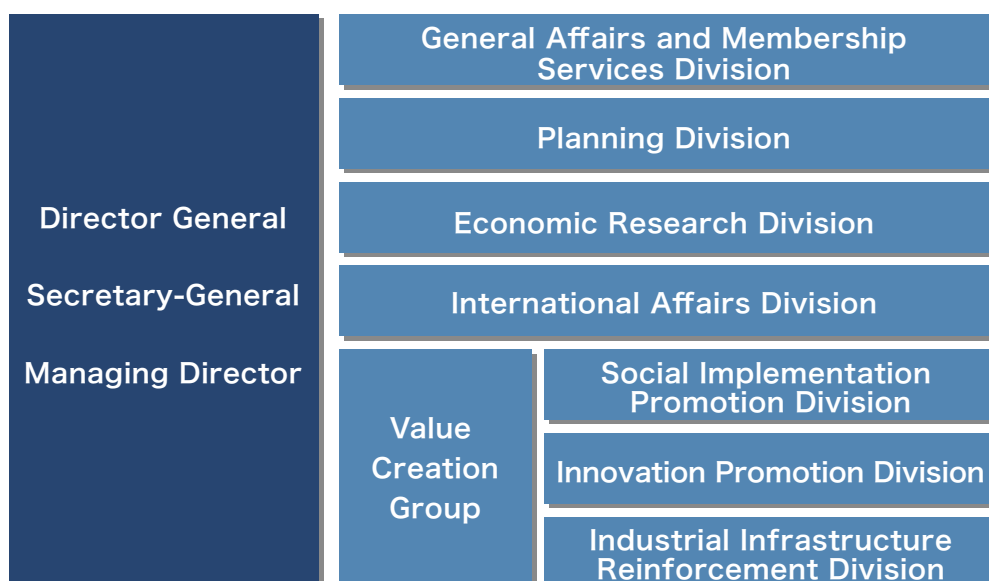 Director General
Secretary-General
Managing Director
General Affairs and Membership
Services Division
Planning Division
Economic Research Division
International Affairs Division
Value
Creation
Group
Social Implementation
Promotion Division
Innovation Promotion Division
Industrial Infrastructure
Reinforcement Division